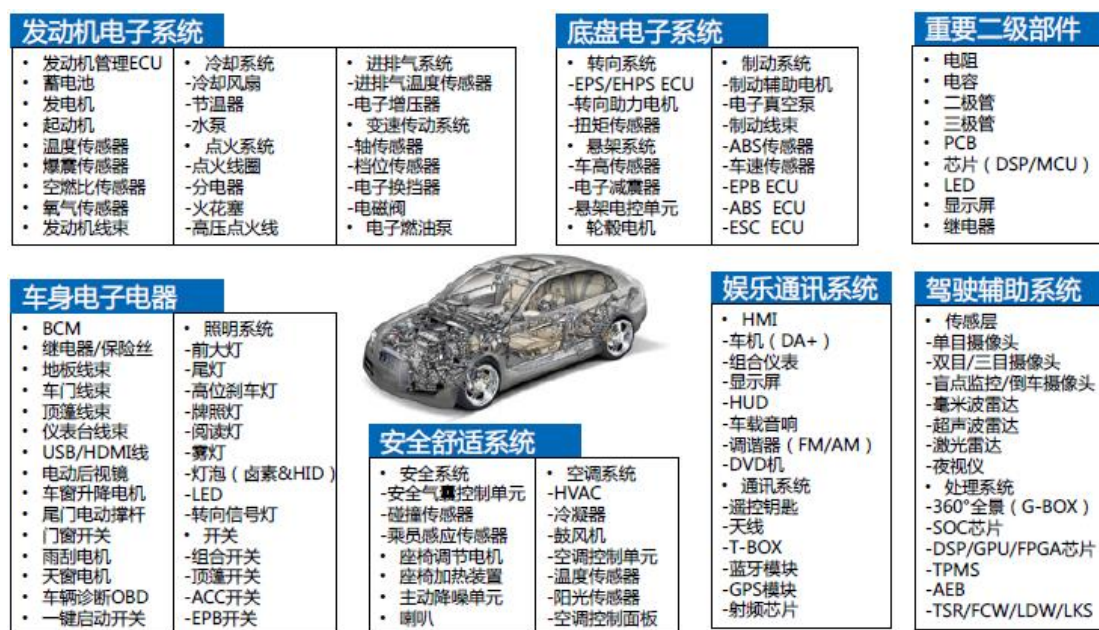 发动机电子系统
• 发动机管理ECU
• 蓄电池
• 发电机
• 起动机
• 温度传感器
• 爆震传感器
• 空燃比传感器
• 氧气传感器
• 发动机线束
• 冷却系统
-冷却风扇
-节温器
-水泵
• 点火系统
-点火线圈
-分电器
-火花塞
-高压点火线
• 进排气系统
-进排气温度传感器
-电子增压器
• 变速传动系统
-轴传感器
-档位传感器
-电子换挡器
-电磁阀
• 电子燃油泵
底盘电子系统
• 转向系统
-EPS/EHPS ECU
-转向助力电机
-扭矩传感器
• 悬架系统
-车高传感器
-电子减震器
-悬架电控单元
• 轮毂电机
• 制动系统
-制动辅助电机
-电子真空泵
-制动线束
-ABS传感器
-车速传感器
-EPB ECU
-ABS ECU
-ESC ECU
重要二级部件
• 电阻
• 电容
• 二极管
• 三极管
• PCB
• 芯片（DSP/MCU）
• LED
• 显示屏
• 继电器
车身电子电器
• BCM
• 继电器/保险丝
• 地板线束
• 车门线束
• 顶篷线束
• 仪表台线束
• USB/HDMI线
• 电动后视镜
• 车窗升降电机
• 尾门电动撑杆
• 门窗开关
• 雨刮电机
• 天窗电机
• 车辆诊断OBD
• 一键启动开关
• 照明系统
-前大灯
-尾灯
-高位刹车灯
-牌照灯
-阅读灯
-雾灯
-灯泡（卤素&HID）
-LED
-转向信号灯
• 开关
-组合开关
-顶篷开关
-ACC开关
-EPB开关
安全舒适系统
• 安全系统
-安全气囊控制单元
-碰撞传感器
-乘员感应传感器
• 座椅调节电机
• 座椅加热装置
• 主动降噪单元
• 喇叭
• 空调系统
-HVAC
-冷凝器
-鼓风机
-空调控制单元
-温度传感器
-阳光传感器
-空调控制面板
娱乐通讯系统
• HMI
-车机（DA+）
-组合仪表
-显示屏
-HUD
-车载音响
-调谐器（FM/AM）
-DVD机
• 通讯系统
-遥控钥匙
-天线
-T-BOX
-蓝牙模块
-GPS模块
-射频芯片
驾驶辅助系统
• 传感层
-单目摄像头
-双目/三目摄像头
-盲点监控/倒车摄像头
-毫米波雷达
-超声波雷达
-激光雷达
-夜视仪
• 处理系统
-360°全景（G-BOX）
-SOC芯片
-DSP/GPU/FPGA芯片
-TPMS
-AEB
-TSR/FCW/LDW/LKS